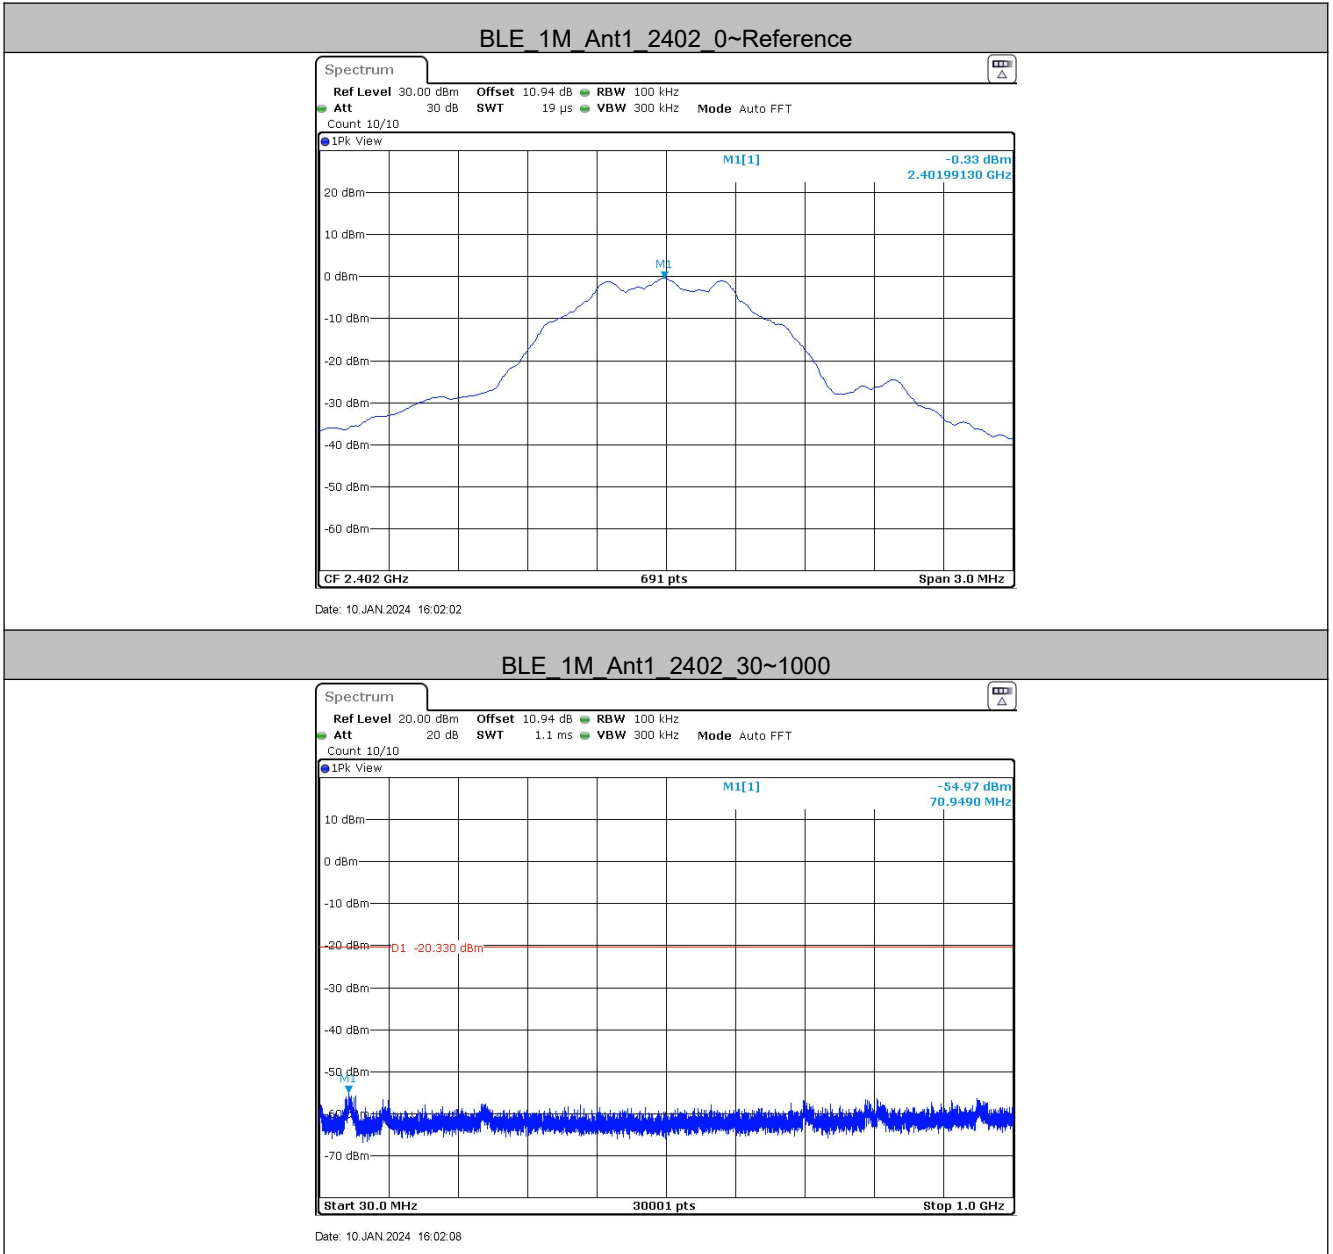 BLE_1M_Ant1_2402_0~Reference
Spectrum
Ref Level 30.00 dBm Offset 10.94 dB RBW 100 kHz
Att 30 dB SWT 19 µs VBW 300 kHz Mode Auto FFT
Count 10/10
1Pk View
M1[1] -0.33 dBm
2.40199130 GHz
20 dBm
10 dBm
M1
0 dBm
-10 dBm
-20 dBm
-30 dBm
-40 dBm
-50 dBm
-60 dBm
CF 2.402 GHz 691 pts Span 3.0 MHz
Date: 10.JAN.2024 16:02:02
BLE_1M_Ant1_2402_30~1000
Spectrum
Ref Level 20.00 dBm Offset 10.94 dB RBW 100 kHz
Att 20 dB SWT 1.1 ms VBW 300 kHz Mode Auto FFT
Count 10/10
1Pk View
M1[1] -54.97 dBm
70.9490 MHz
10 dBm
0 dBm
-10 dBm
-20 dBm D1 -20.330 dBm
-30 dBm
-40 dBm
-50 dBm
M1
-70 dBm
Start 30.0 MHz 30001 pts Stop 1.0 GHz
Date: 10.JAN.2024 16:02:08